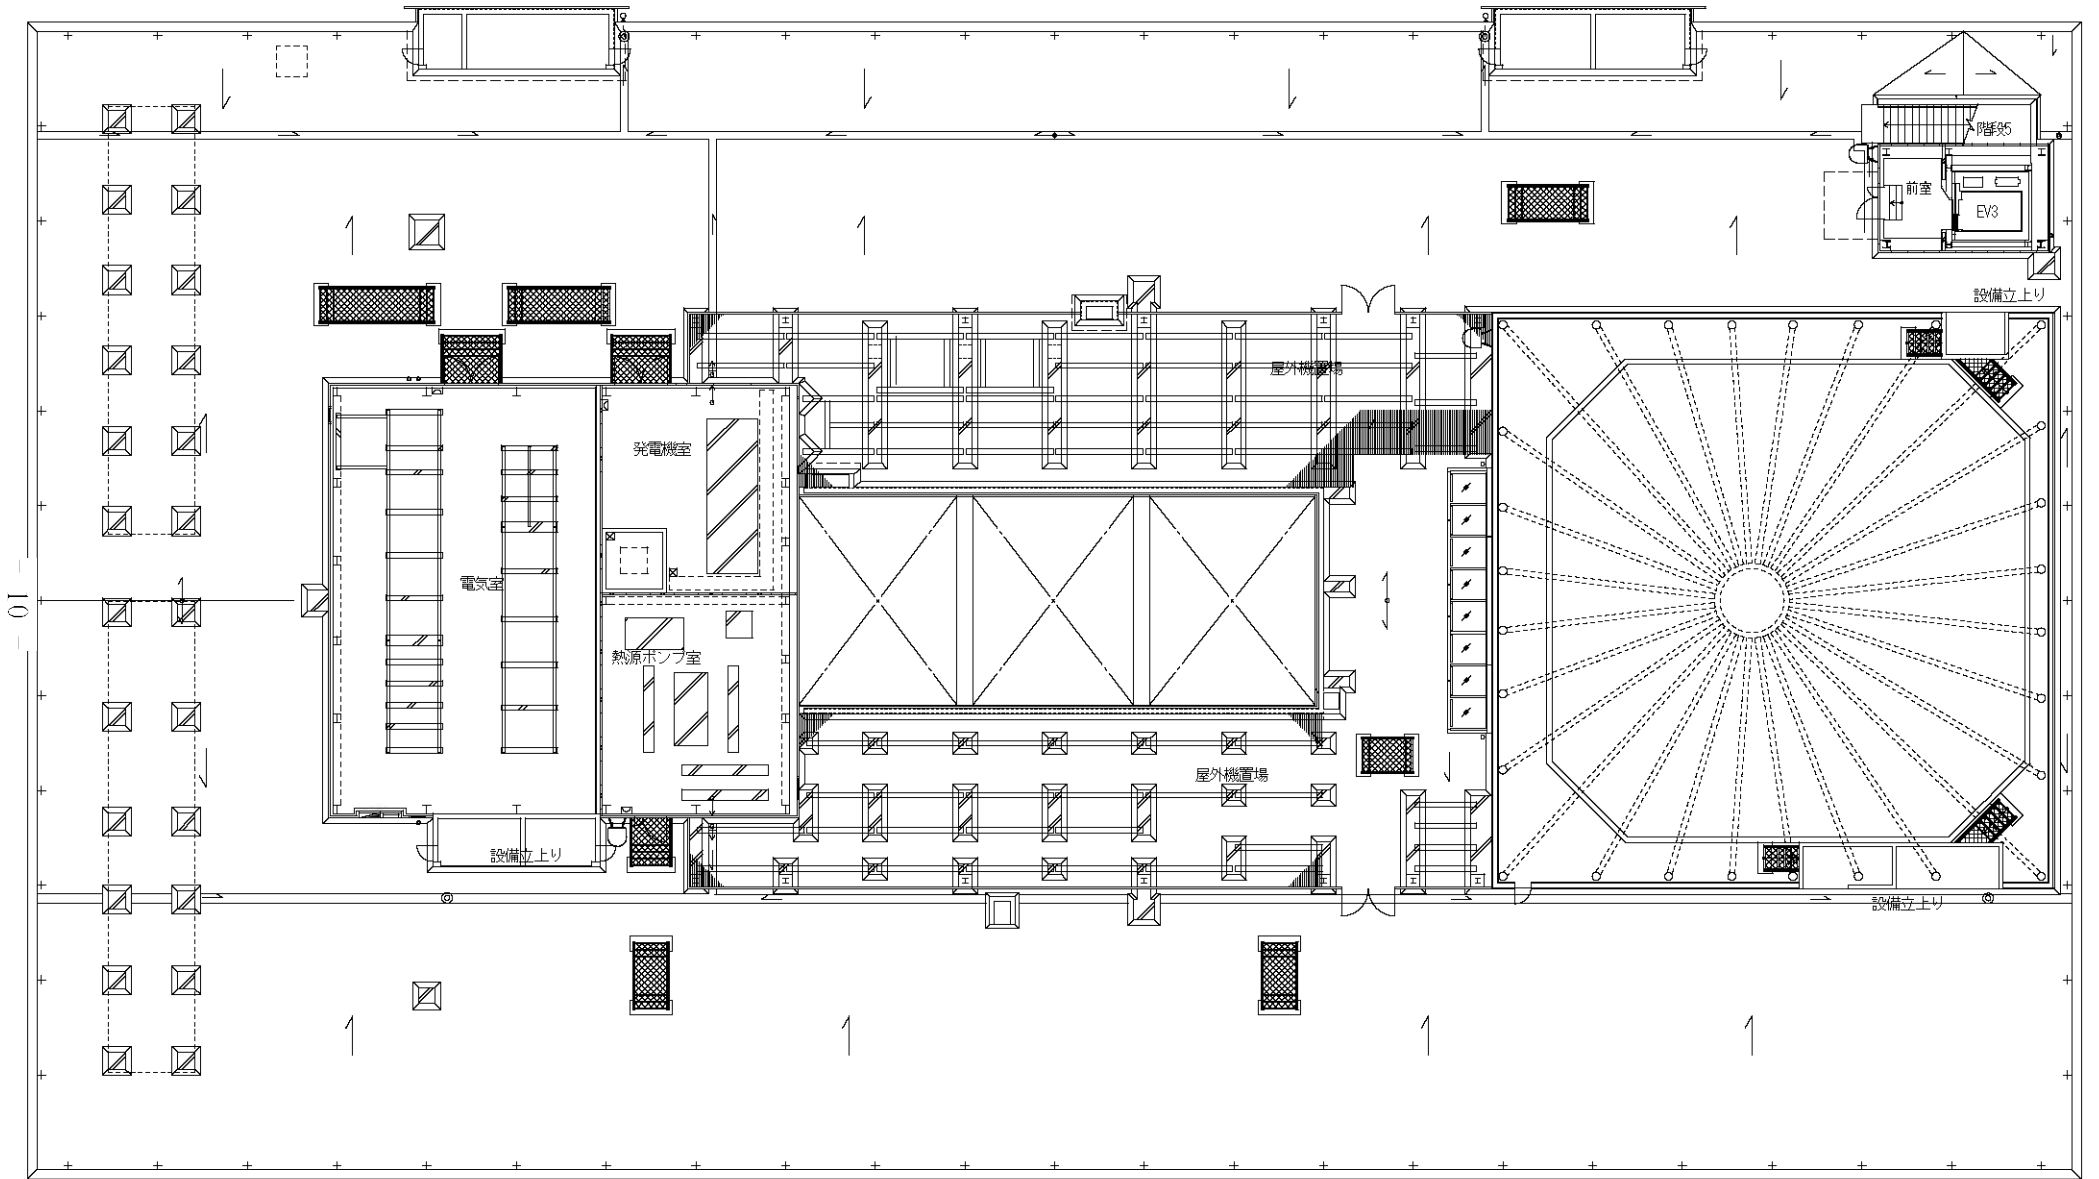 階段5
前室
EV3
設備立上り
屋外機置場
発電機室
電気室
熱源ポンプ室
屋外機置場
設備立上り
設備立上り
— 10 —